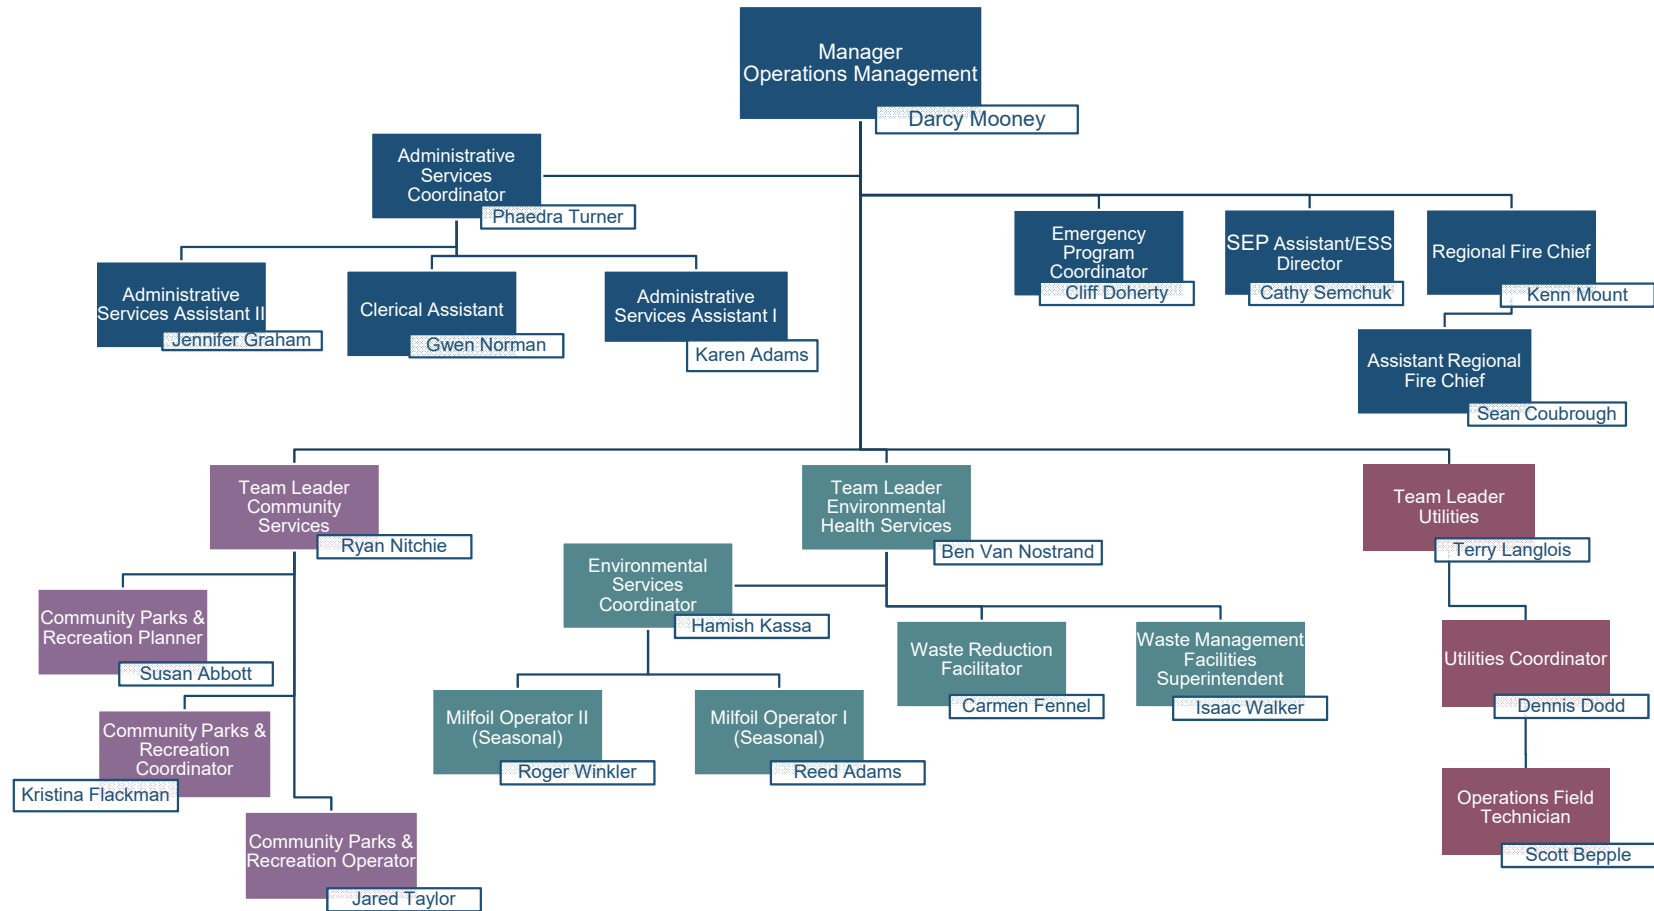 Manager
Operations Management
Darcy Mooney
Administrative
Services
Coordinator
Phaedra Turner
Administrative
Services Assistant II
Jennifer Graham
Clerical Assistant
Gwen Norman
Administrative
Services Assistant I
Karen Adams
Emergency
Program
Coordinator
Cliff Doherty
SEP Assistant/ESS
Director
Cathy Semchuk
Regional Fire Chief
Kenn Mount
Assistant Regional
Fire Chief
Sean Coubrough
Team Leader
Community
Services
Ryan Nitchie
Community Parks &
Recreation Planner
Susan Abbott
Community Parks &
Recreation
Coordinator
Kristina Flackman
Community Parks &
Recreation Operator
Jared Taylor
Team Leader
Environmental
Health Services
Ben Van Nostrand
Environmental
Services
Coordinator
Hamish Kassa
Milfoil Operator II
(Seasonal)
Roger Winkler
Milfoil Operator I
(Seasonal)
Reed Adams
Waste Reduction
Facilitator
Carmen Fennel
Waste Management
Facilities
Superintendent
Isaac Walker
Team Leader
Utilities
Terry Langlois
Utilities Coordinator
Dennis Dodd
Operations Field
Technician
Scott Bepple